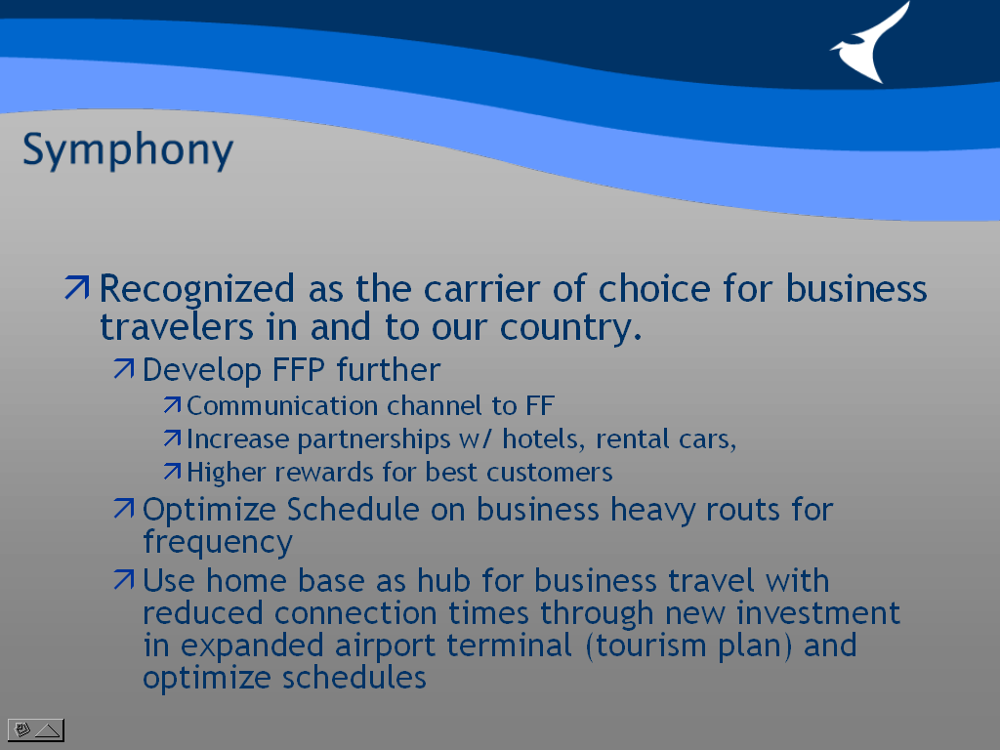 Symphony
Recognized as the carrier of choice for business
travelers in and to our country.
Develop FFP further
Communication channel to FF
Increase partnerships w/ hotels, rental cars,
Higher rewards for best customers
Optimize Schedule on business heavy routs for
frequency
Use home base as hub for business travel with
reduced connection times through new investment
in expanded airport terminal (tourism plan) and
optimize schedules